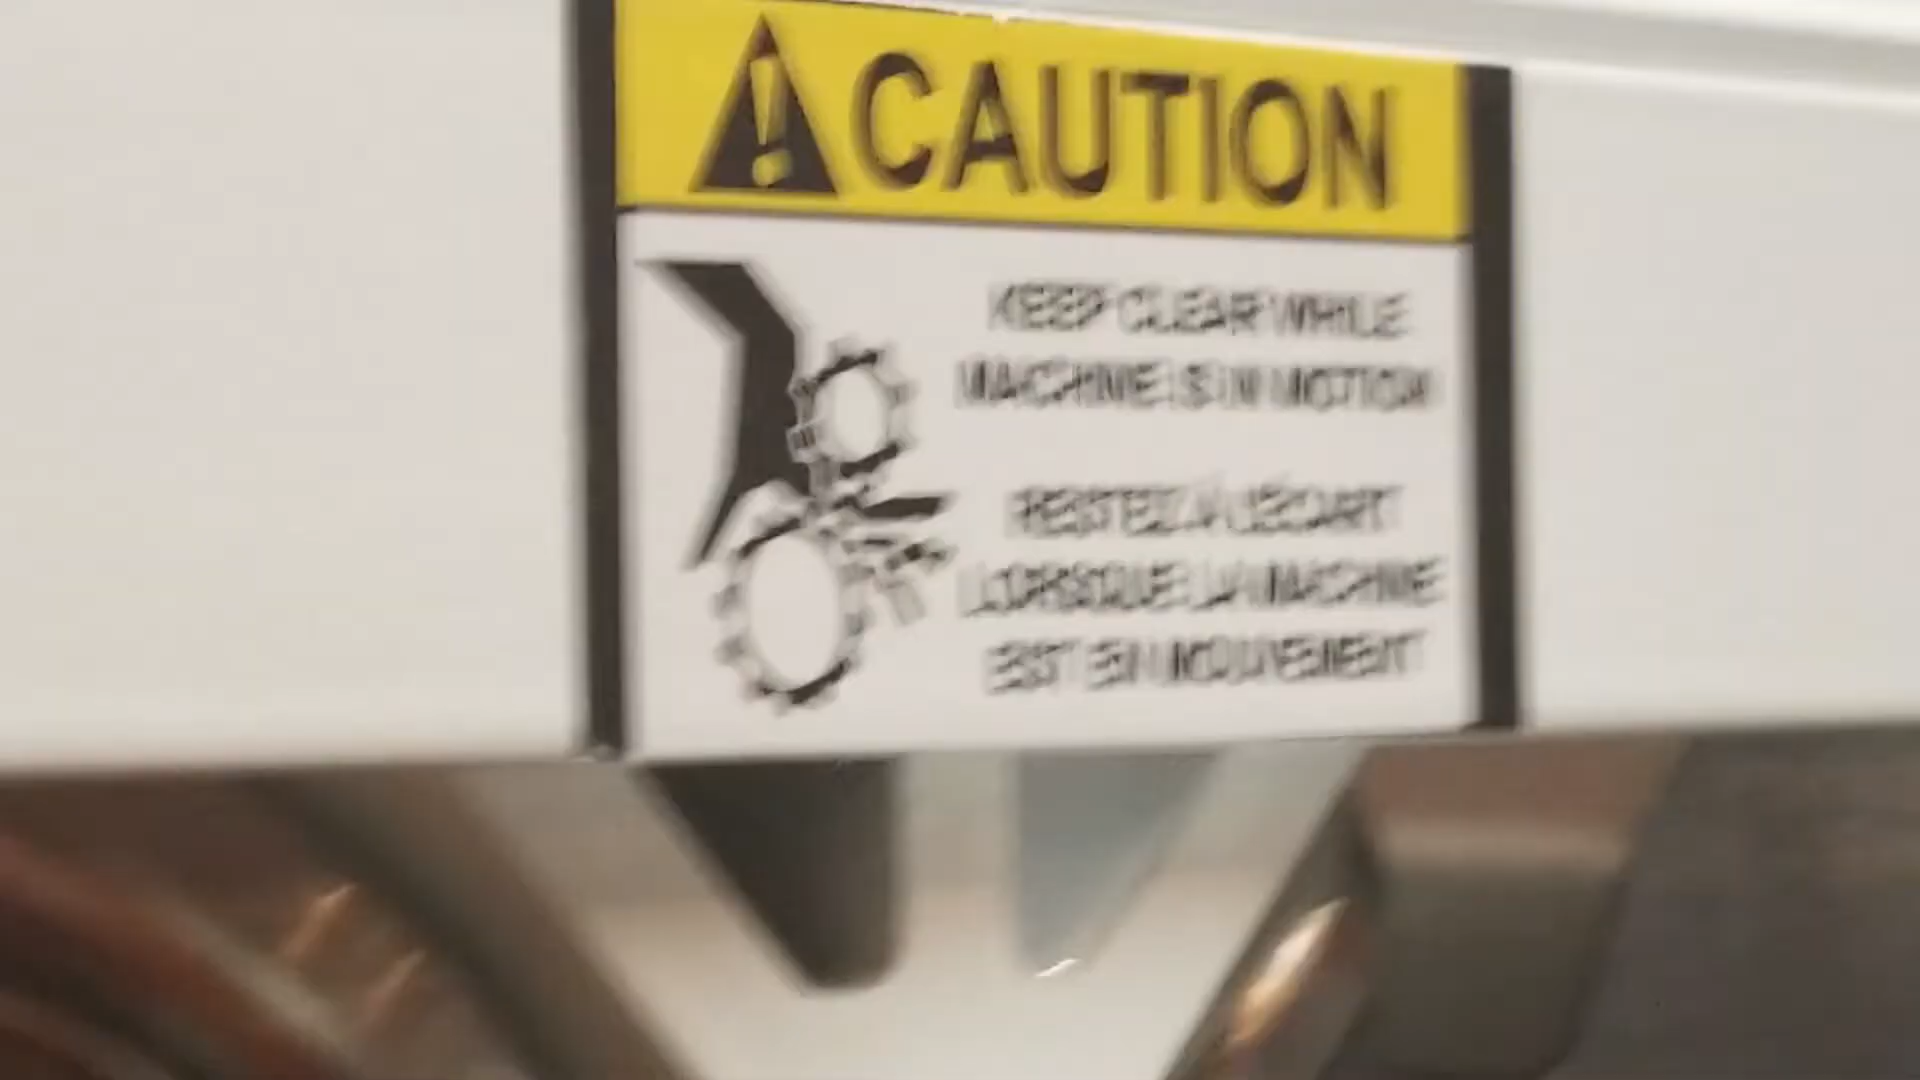 CAUTION
KEEP CLEAR WHILE
MACHINE IS IN MOTION
RESTEZ À L'ÉCART
LORSQUE LA MACHINE
EST EN MOUVEMENT